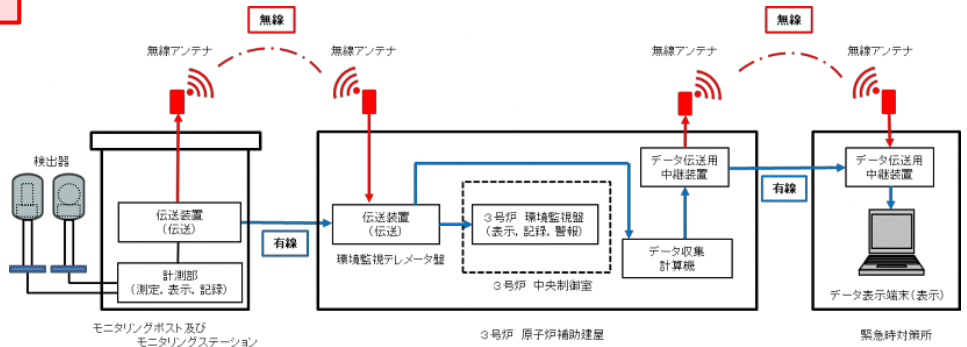 無線
無線
無線アンテナ
無線アンテナ
無線アンテナ
無線アンテナ
検出器
伝送装置
(伝送)
計測部
(測定, 表示, 記録)
有線
モニタリングポスト及び
モニタリングステーション
伝送装置
(伝送)
環境監視テレメータ盤
3号炉 環境監視盤
(表示, 記録, 警報)
3号炉 中央制御室
データ伝送用
中継装置
データ収集
計算機
3号炉 原子炉補助建屋
有線
データ伝送用
中継装置
データ表示端末(表示)
緊急時対策所